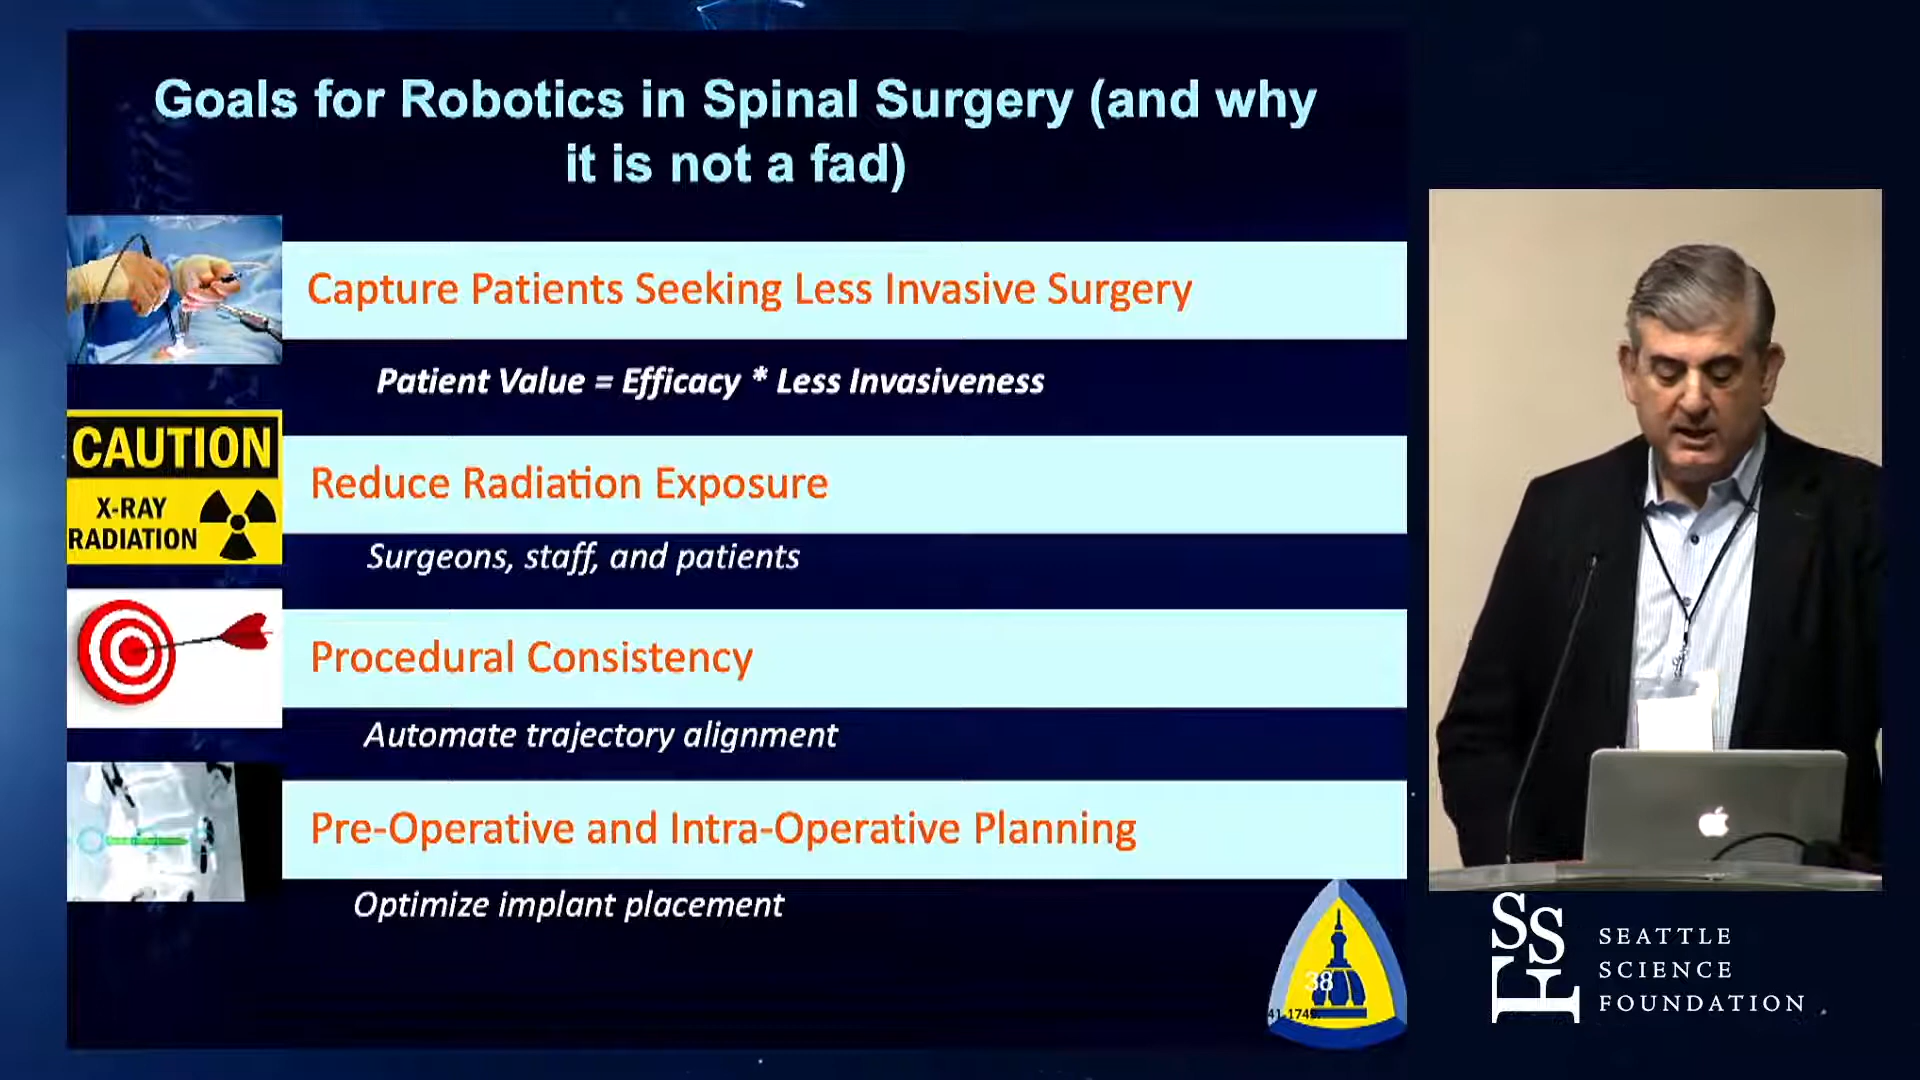 Goals for Robotics in Spinal Surgery (and why
it is not a fad)
Capture Patients Seeking Less Invasive Surgery
Patient Value = Efficacy * Less Invasiveness
CAUTION
X-RAY
RADIATION
Reduce Radiation Exposure
Surgeons, staff, and patients
Procedural Consistency
Automate trajectory alignment
Pre-Operative and Intra-Operative Planning
Optimize implant placement
38
SSF
SEATTLE
SCIENCE
FOUNDATION